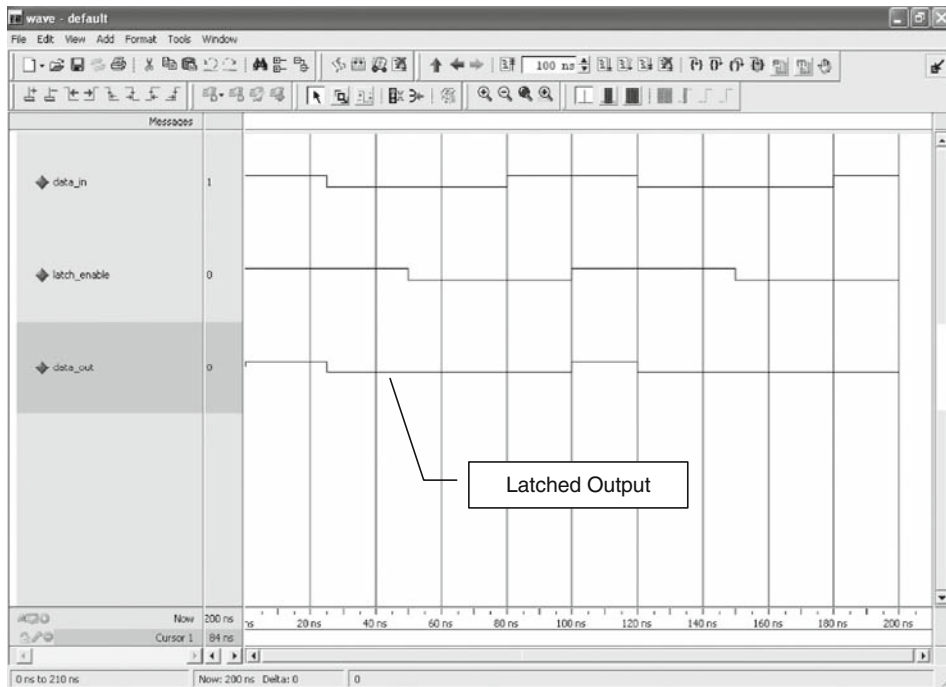 wave - default
File Edit View Add Format Tools Window
100 ns
Messages
data_in 1
latch_enable 0
data_out 0
Latched Output
Now 200 ns
Cursor 1 84 ns
ns 20 ns 40 ns 60 ns 80 ns 100 ns 120 ns 140 ns 160 ns 180 ns 200 ns
0 ns to 210 ns Now: 200 ns Delta: 0 0